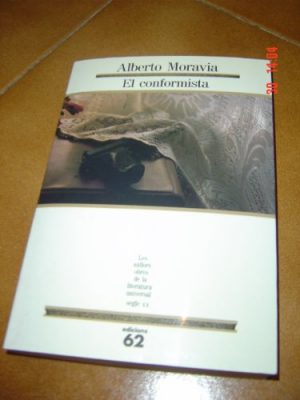 Alberto Moravia
El conformista
Les
millors
obres
de la
literatura
universal
segle XX
edicions
62